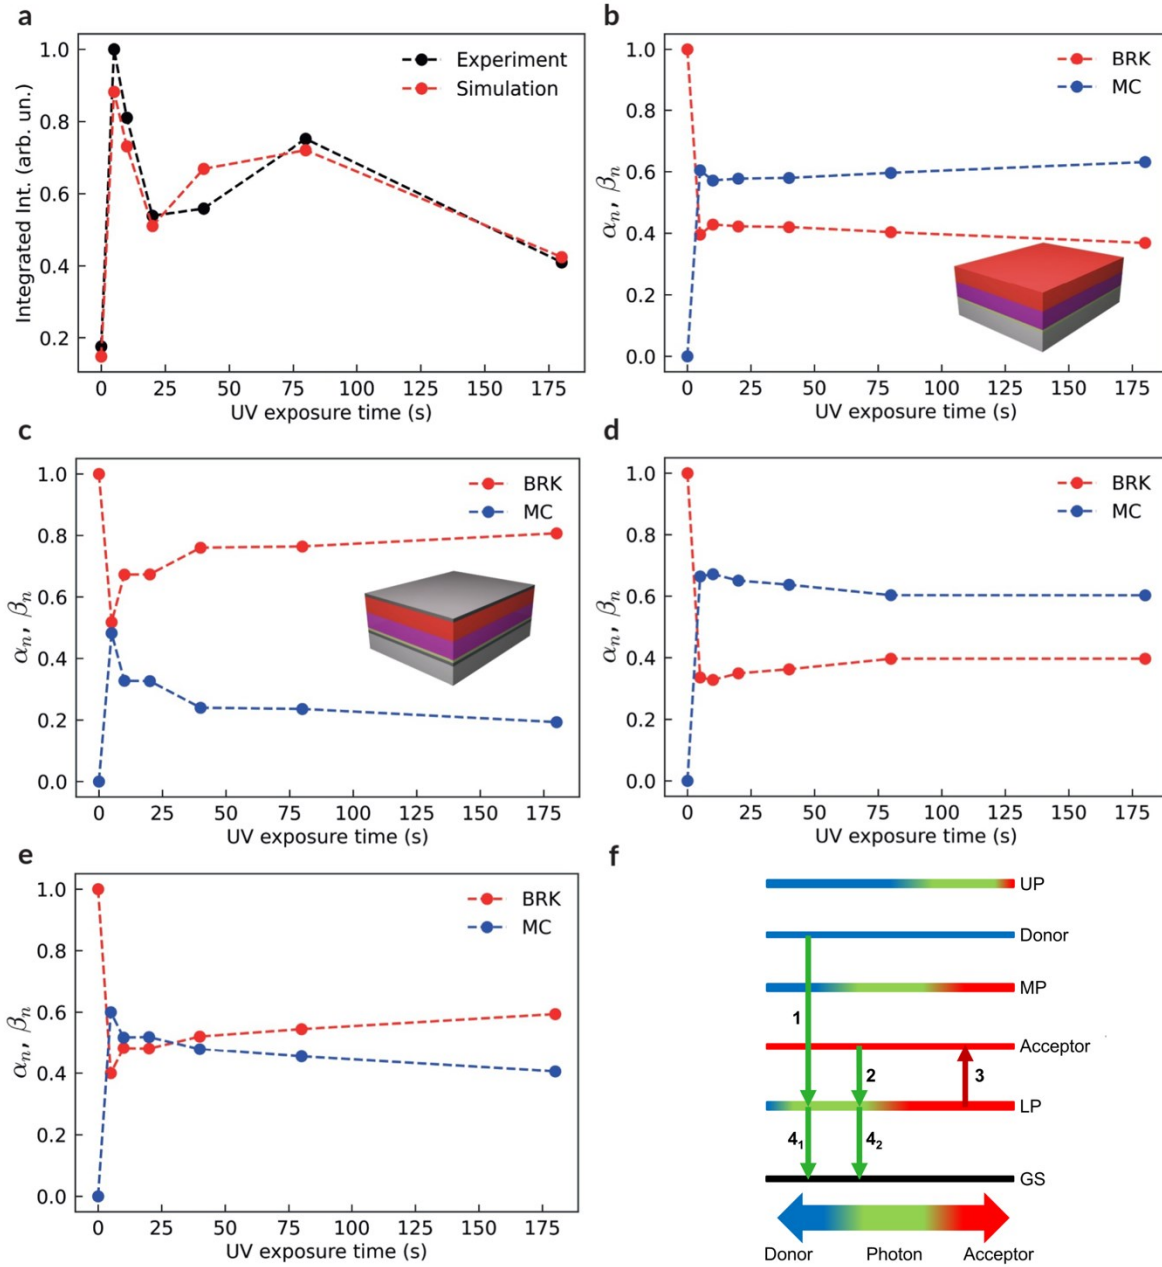 a
Integrated Int. (arb. un.)
1.0
0.8
0.6
0.4
0.2
Experiment
Simulation
0 25 50 75 100 125 150 175
UV exposure time (s)
b
αn, βn
1.0
0.8
0.6
0.4
0.2
0.0
BRK
MC
0 25 50 75 100 125 150 175
UV exposure time (s)
c
αn, βn
1.0
0.8
0.6
0.4
0.2
0.0
BRK
MC
0 25 50 75 100 125 150 175
UV exposure time (s)
d
αn, βn
1.0
0.8
0.6
0.4
0.2
0.0
BRK
MC
0 25 50 75 100 125 150 175
UV exposure time (s)
e
αn, βn
1.0
0.8
0.6
0.4
0.2
0.0
BRK
MC
0 25 50 75 100 125 150 175
UV exposure time (s)
f
UP
Donor
MP
1
Acceptor
2 3
LP
4₁ 4₂
GS
Donor Photon Acceptor